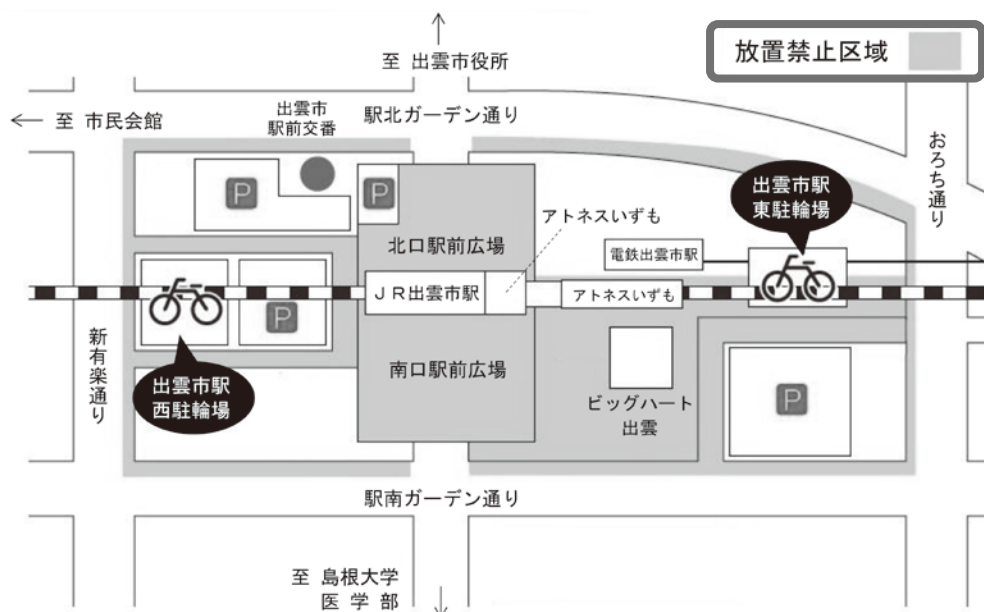 至 出雲市役所
放置禁止区域
← 至 市民会館
出雲市
駅前交番
駅北ガーデン通り
おろち通り
P
P
出雲市駅
東駐輪場
アトネスいずも
北口駅前広場
電鉄出雲市駅
JR出雲市駅
アトネスいずも
P
新有楽通り
南口駅前広場
出雲市駅
西駐輪場
ビッグハート
出雲
P
駅南ガーデン通り
至 島根大学
医学部